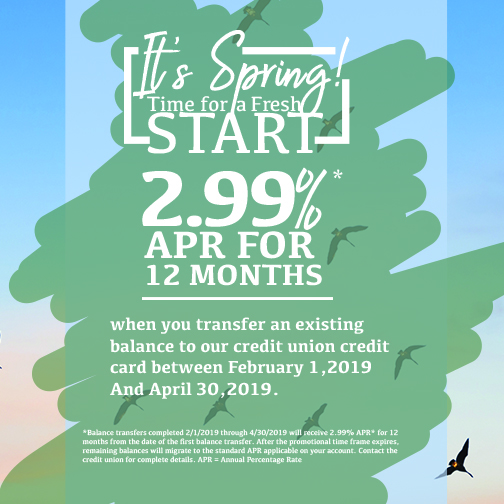 It's Spring!
Time for a Fresh
START
2.99%*
APR FOR
12 MONTHS
when you transfer an existing
balance to our credit union credit
card between February 1,2019
And April 30,2019.
*Balance transfers completed 2/1/2019 through 4/30/2019 will receive 2.99% APR* for 12
months from the date of the first balance transfer. After the promotional time frame expires,
remaining balances will migrate to the standard APR applicable on your account. Contact the
credit union for complete details. APR = Annual Percentage Rate